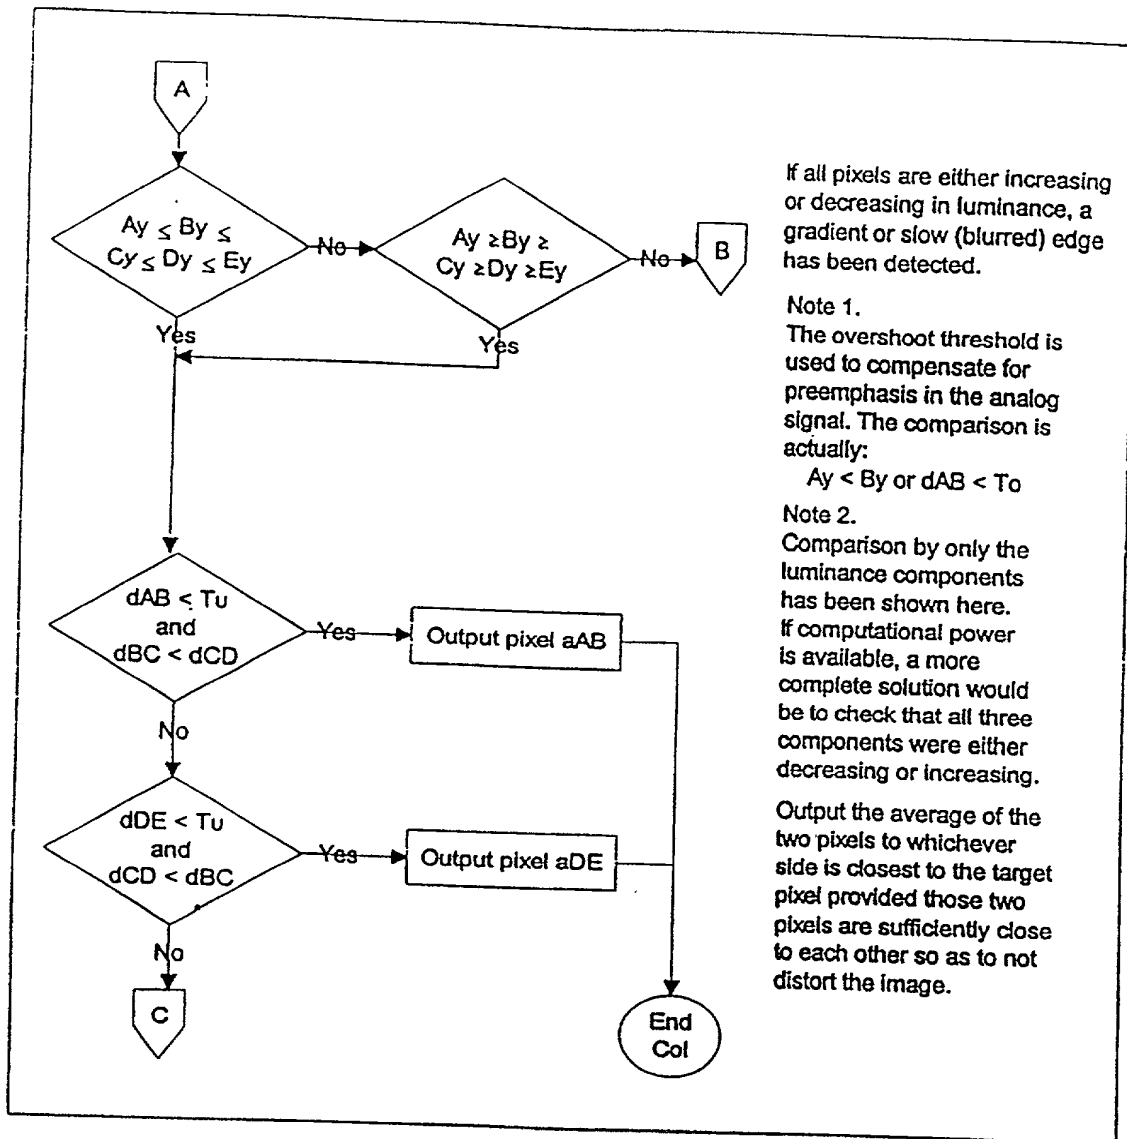 A
Ay ≤ By ≤
Cy ≤ Dy ≤ Ey
No
Ay ≥By ≥
Cy ≥Dy ≥Ey
No
B
Yes
Yes
dAB < Tu
and
dBC < dCD
Yes
Output pixel aAB
No
dDE < Tu
and
dCD < dBC
Yes
Output pixel aDE
No
C
End
Col
If all pixels are either increasing
or decreasing in luminance, a
gradient or slow (blurred) edge
has been detected.
Note 1.
The overshoot threshold is
used to compensate for
preemphasis in the analog
signal. The comparison is
actually:
Ay < By or dAB < To
Note 2.
Comparison by only the
luminance components
has been shown here.
If computational power
is available, a more
complete solution would
be to check that all three
components were either
decreasing or increasing.
Output the average of the
two pixels to whichever
side is closest to the target
pixel provided those two
pixels are sufficiently close
to each other so as to not
distort the image.